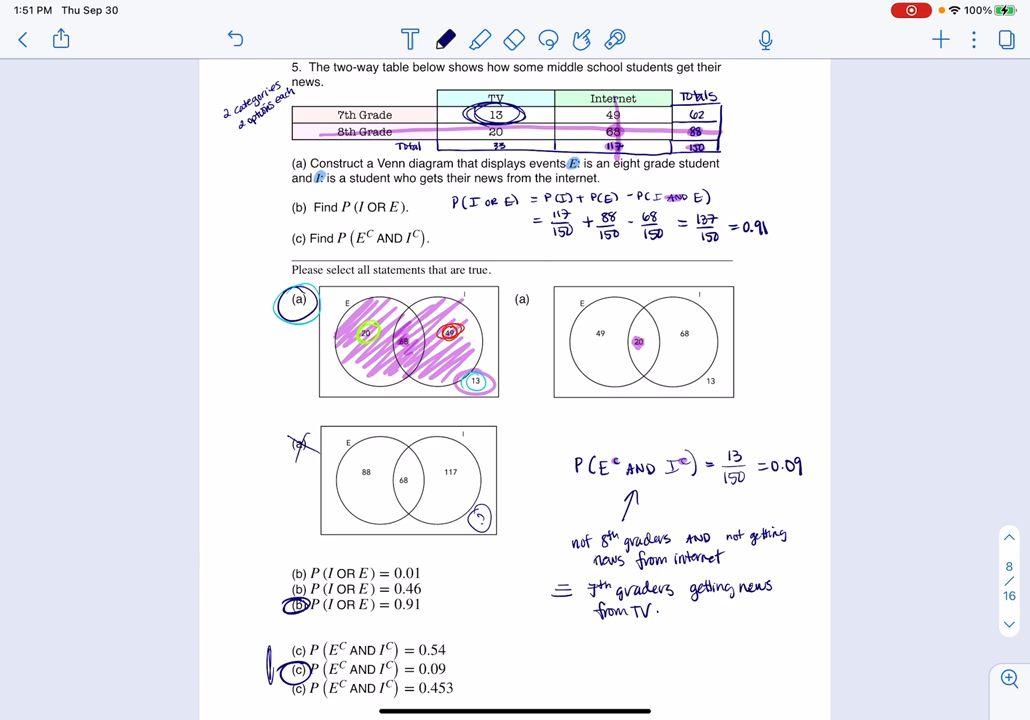 1:51 PM Thu Sep 30
100%
5. The two-way table below shows how some middle school students get their
news.
2 categories
2 options each
TV Internet Totals
7th Grade 13 49 62
8th Grade 20 68 88
Total 33 117 150
(a) Construct a Venn diagram that displays events E: is an eight grade student
and I: is a student who gets their news from the internet.
(b) Find P (I OR E).
P(I OR E) = P(I) + P(E) - P(I AND E)
= 117/150 + 88/150 - 68/150 = 137/150 = 0.91
(c) Find P (E^C AND I^C).
Please select all statements that are true.
(a)
E I
20 68 49
13
(a)
E I
49 20 68
13
(a)
E I
88 68 117
?
P(E^C AND I^C) = 13/150 = 0.09
not 8th graders AND not getting
news from internet
≡ 7th graders getting news
from TV.
(b) P (I OR E) = 0.01
(b) P (I OR E) = 0.46
(b) P (I OR E) = 0.91
(c) P (E^C AND I^C) = 0.54
(c) P (E^C AND I^C) = 0.09
(c) P (E^C AND I^C) = 0.453
8
/
16